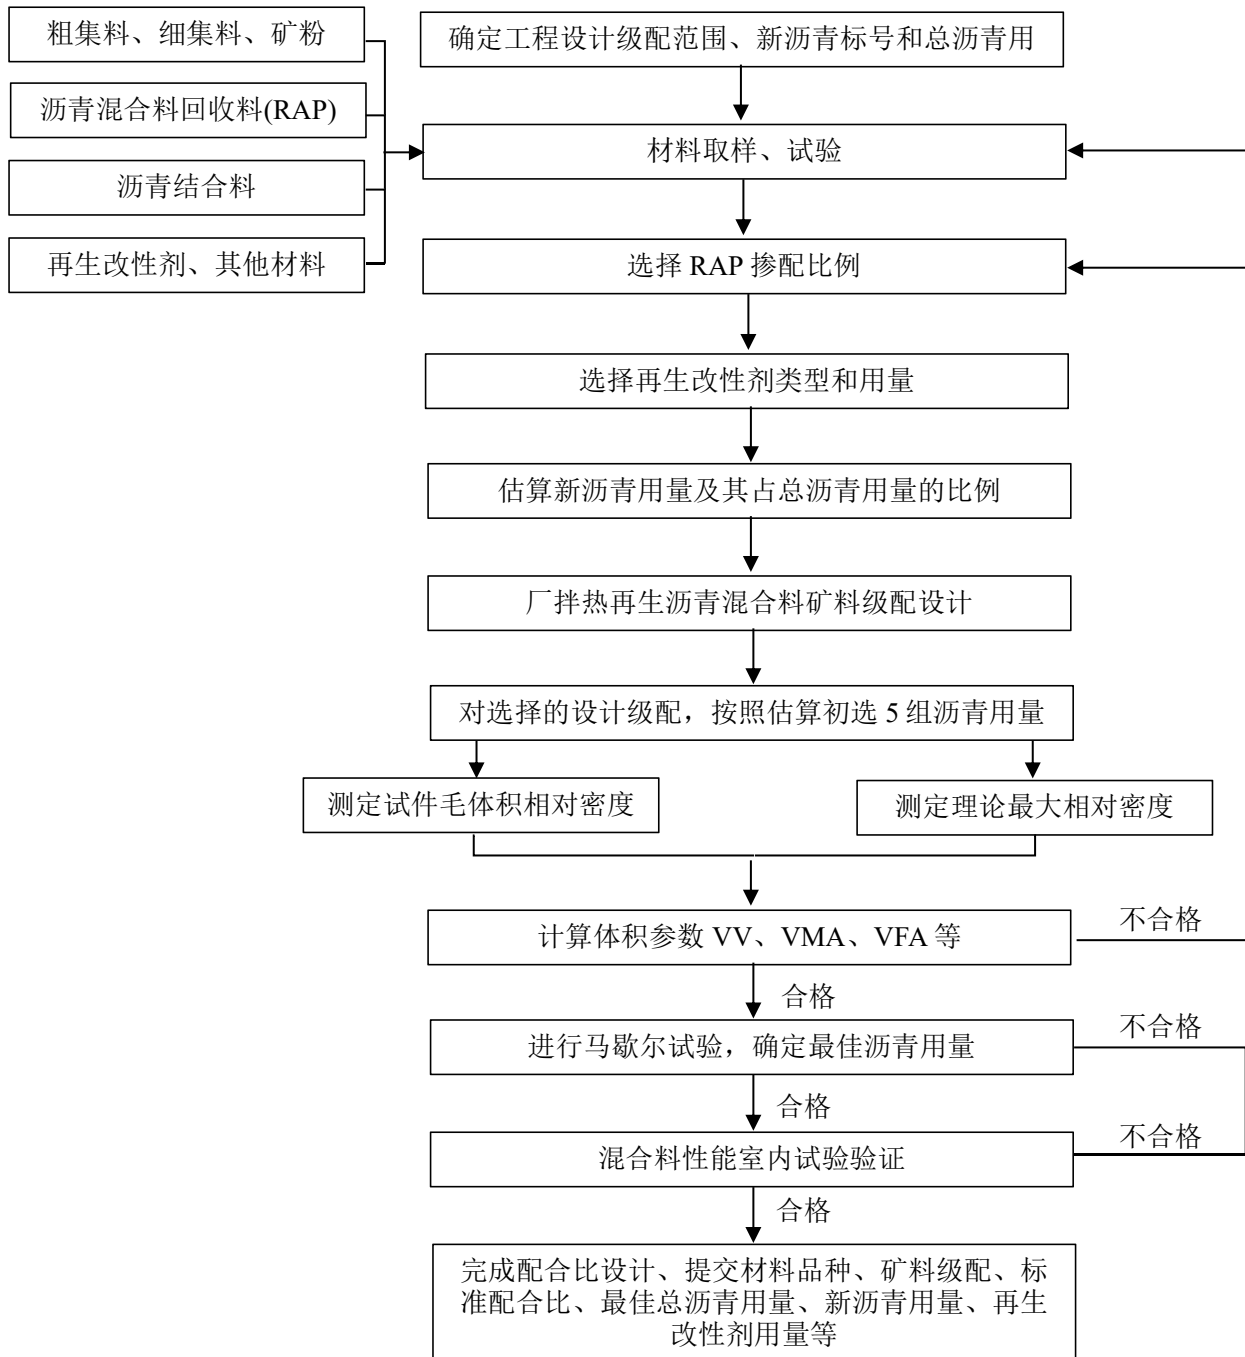 粗集料、细集料、矿粉
沥青混合料回收料(RAP)
沥青结合料
再生改性剂、其他材料
确定工程设计级配范围、新沥青标号和总沥青用
材料取样、试验
选择 RAP 掺配比例
选择再生改性剂类型和用量
估算新沥青用量及其占总沥青用量的比例
厂拌热再生沥青混合料矿料级配设计
对选择的设计级配，按照估算初选 5 组沥青用量
测定试件毛体积相对密度
测定理论最大相对密度
计算体积参数 VV、VMA、VFA 等
不合格
合格
进行马歇尔试验，确定最佳沥青用量
不合格
合格
混合料性能室内试验验证
不合格
合格
完成配合比设计、提交材料品种、矿料级配、标
准配合比、最佳总沥青用量、新沥青用量、再生
改性剂用量等